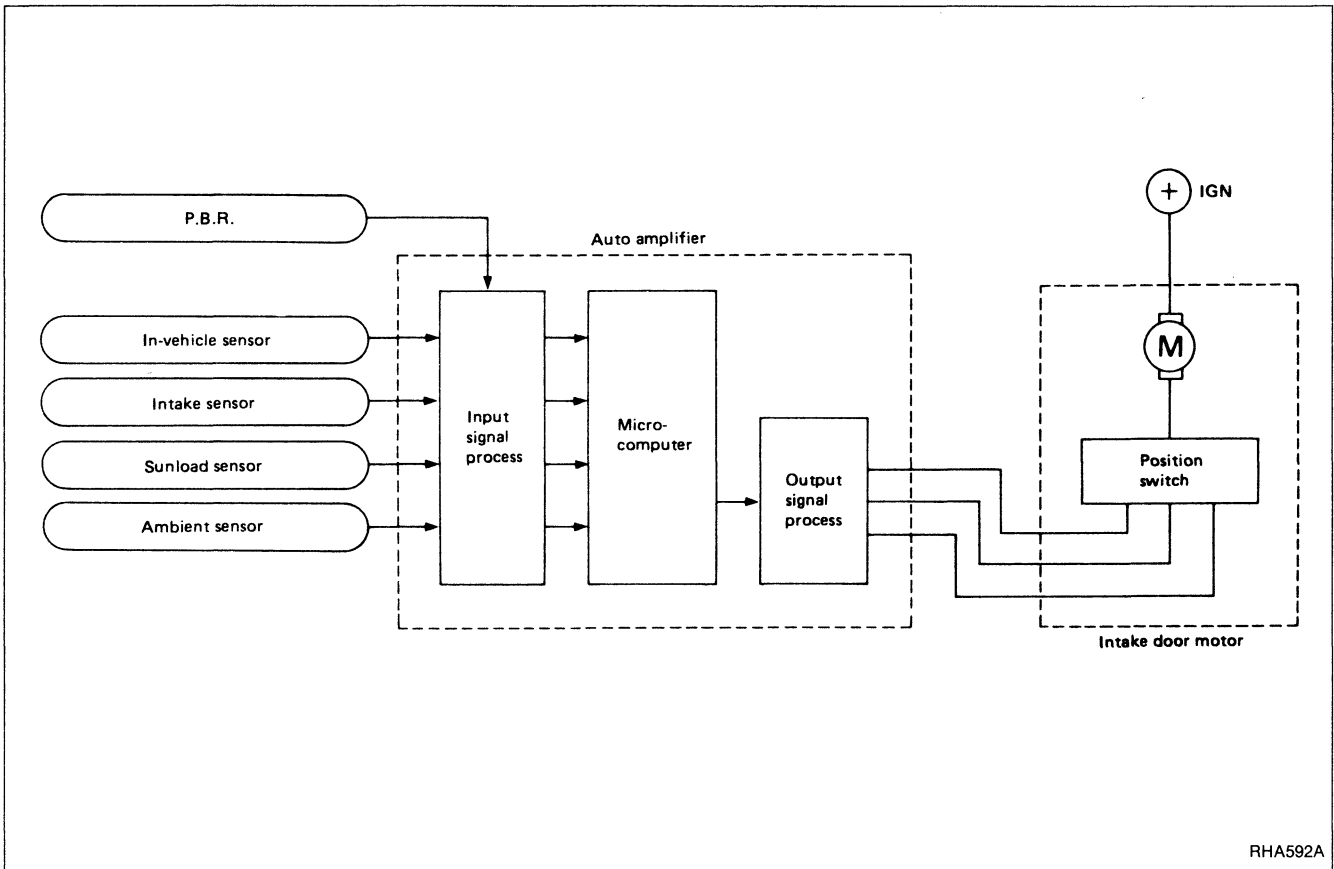 IGN
P.B.R.
Auto amplifier
In-vehicle sensor
Intake sensor
Sunload sensor
Ambient sensor
Input
signal
process
Micro-
computer
Output
signal
process
M
Position
switch
Intake door motor
RHA592A